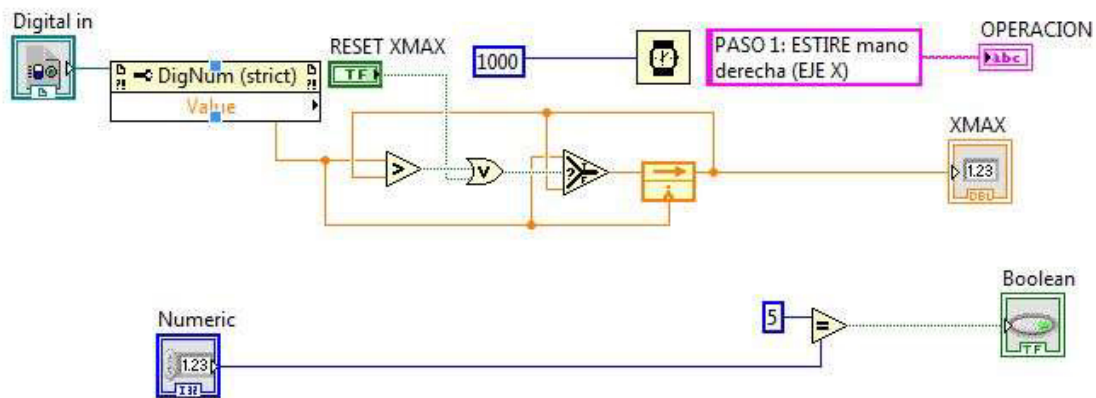 Digital in
DigNum (strict)
Value
RESET XMAX
TF
1000
PASO 1: ESTIRE mano
derecha (EJE X)
OPERACION
abc
>
V
?
T
F
XMAX
1.23
DBL
Numeric
1.23
I32
5
=
Boolean
TF